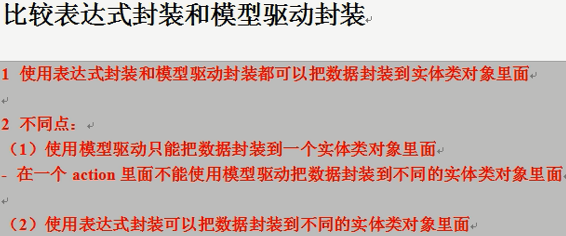 比较表达式封装和模型驱动封装
1 使用表达式封装和模型驱动封装都可以把数据封装到实体类对象里面
2 不同点：
（1）使用模型驱动只能把数据封装到一个实体类对象里面
- 在一个 action 里面不能使用模型驱动把数据封装到不同的实体类对象里面
（2）使用表达式封装可以把数据封装到不同的实体类对象里面